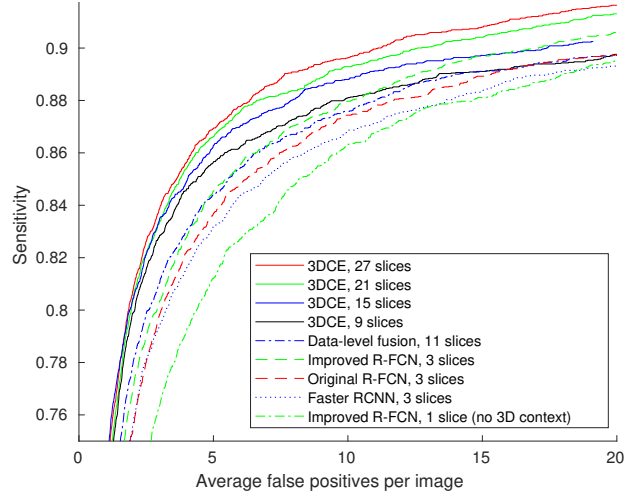 0.9
0.88
0.86
0.84
0.82
0.8
0.78
0.76
Sensitivity
3DCE, 27 slices
3DCE, 21 slices
3DCE, 15 slices
3DCE, 9 slices
Data-level fusion, 11 slices
Improved R-FCN, 3 slices
Original R-FCN, 3 slices
Faster RCNN, 3 slices
Improved R-FCN, 1 slice (no 3D context)
0 5 10 15 20
Average false positives per image